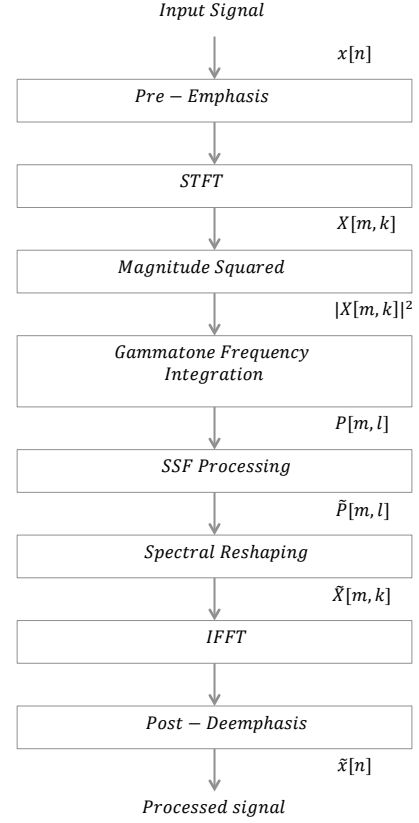 Input Signal
x[n]
Pre − Emphasis
STFT
X[m, k]
Magnitude Squared
|X[m, k]|²
Gammatone Frequency
Integration
P[m, l]
SSF Processing
P̃[m, l]
Spectral Reshaping
X̃[m, k]
IFFT
Post − Deemphasis
x̃[n]
Processed signal